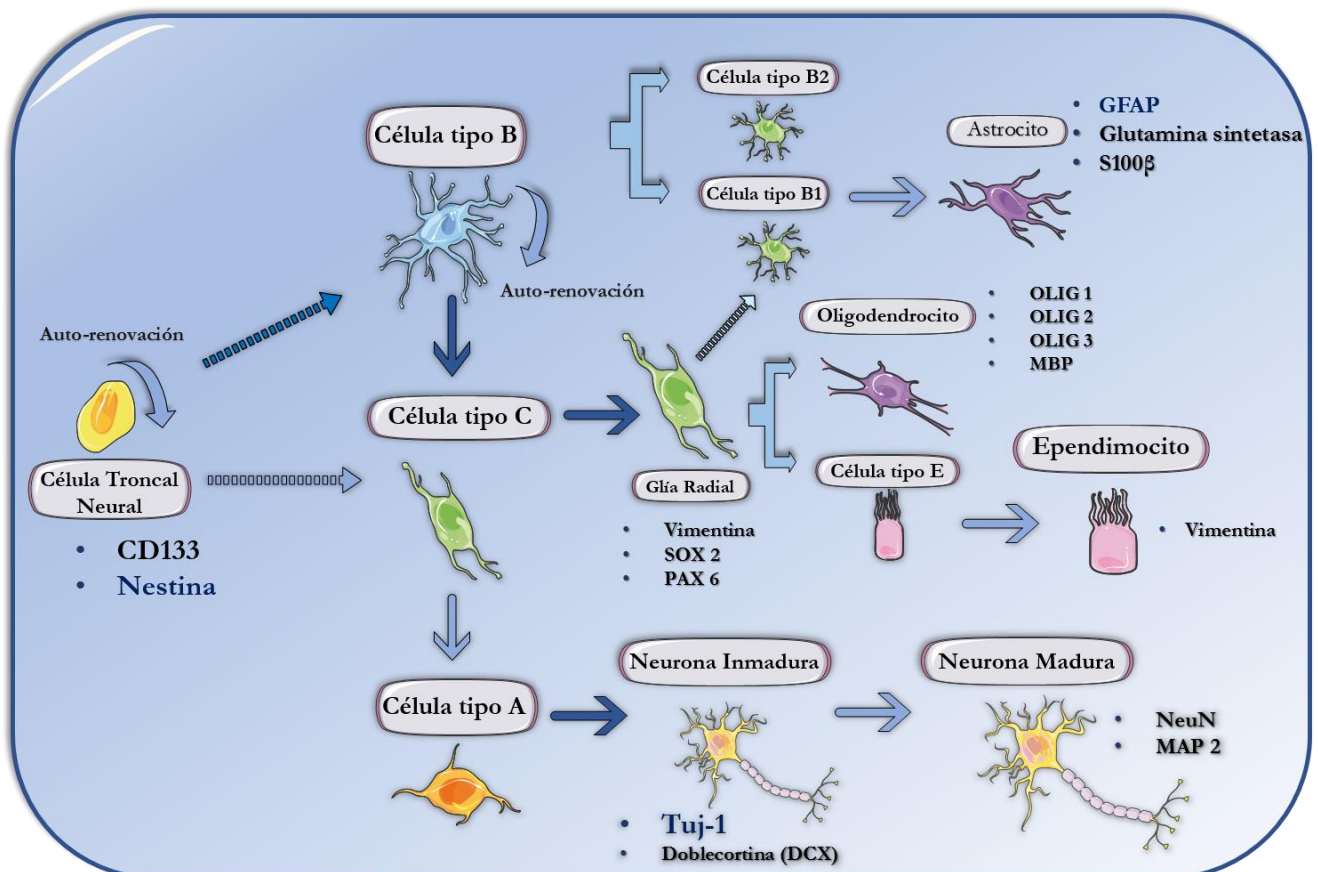 Célula tipo B2
Célula tipo B
• GFAP
• Glutamina sintetasa
• S100β
Astrocito
Célula tipo B1
Auto-renovación
Auto-renovación
Oligodendrocito
• OLIG 1
• OLIG 2
• OLIG 3
• MBP
Célula tipo C
Célula Troncal
Neural
• CD133
• Nestina
Glía Radial
• Vimentina
• SOX 2
• PAX 6
Célula tipo E
Ependimocito
• Vimentina
Célula tipo A
Neurona Inmadura
• Tuj-1
• Doblecortina (DCX)
Neurona Madura
• NeuN
• MAP 2